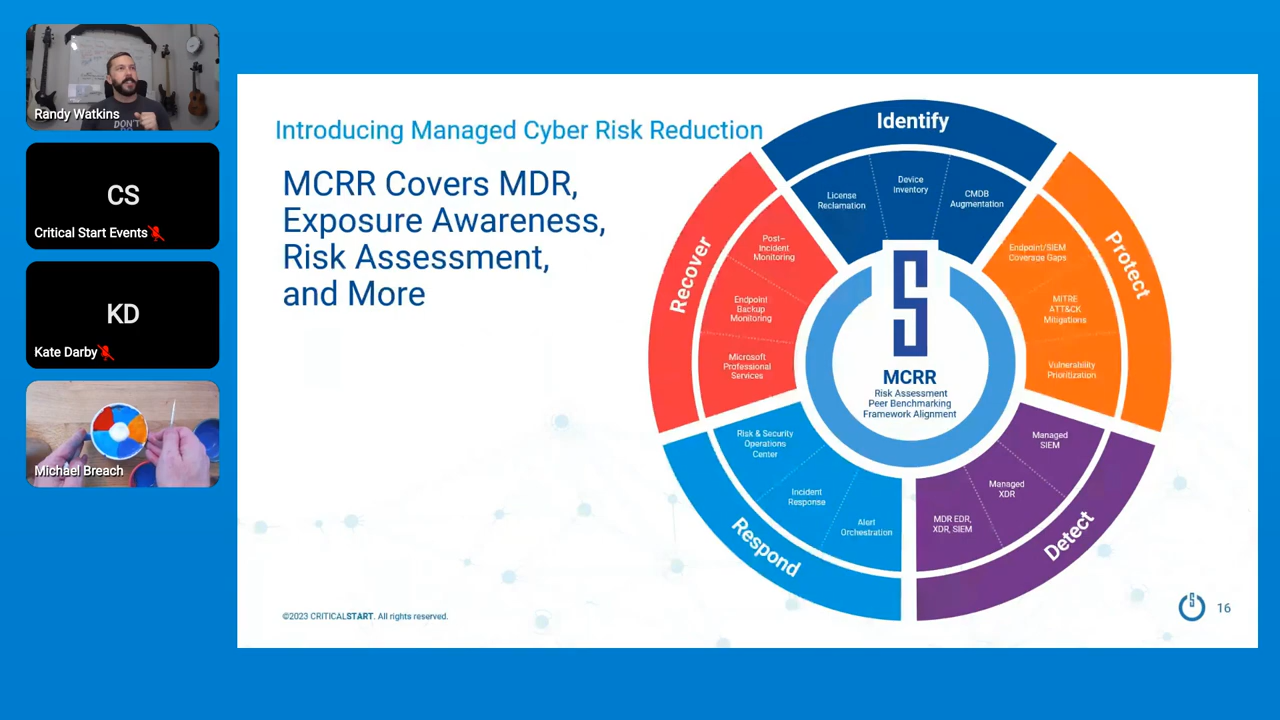 Randy Watkins
DON'T
CS
Critical Start Events
KD
Kate Darby
Michael Breach
Introducing Managed Cyber Risk Reduction
MCRR Covers MDR,
Exposure Awareness,
Risk Assessment,
and More
Identify
License
Reclamation
Device
Inventory
CMDB
Augmentation
Protect
Endpoint/SIEM
Coverage Gaps
MITRE
ATT&CK
Mitigations
Vulnerability
Prioritization
Detect
Managed
SIEM
Managed
XDR
MDR EDR,
XDR, SIEM
Respond
Alert
Orchestration
Incident
Response
Risk & Security
Operations
Center
Recover
Microsoft
Professional
Services
Endpoint
Backup
Monitoring
Post–
Incident
Monitoring
MCRR
Risk Assessment
Peer Benchmarking
Framework Alignment
©2023 CRITICALSTART. All rights reserved.
16